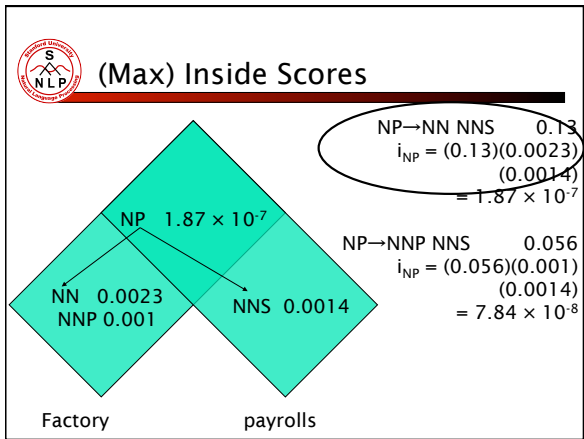 Stanford University
S
NLP
Natural Language Processing
(Max) Inside Scores
NP→NN NNS 0.13
i_NP = (0.13)(0.0023)
(0.0014)
= 1.87 × 10⁻⁷
NP 1.87 × 10⁻⁷
NP→NNP NNS 0.056
i_NP = (0.056)(0.001)
(0.0014)
= 7.84 × 10⁻⁸
NN 0.0023
NNP 0.001
NNS 0.0014
Factory
payrolls